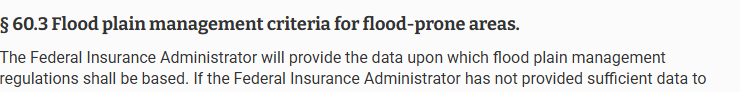 § 60.3 Flood plain management criteria for flood-prone areas.
The Federal Insurance Administrator will provide the data upon which flood plain management
regulations shall be based. If the Federal Insurance Administrator has not provided sufficient data to